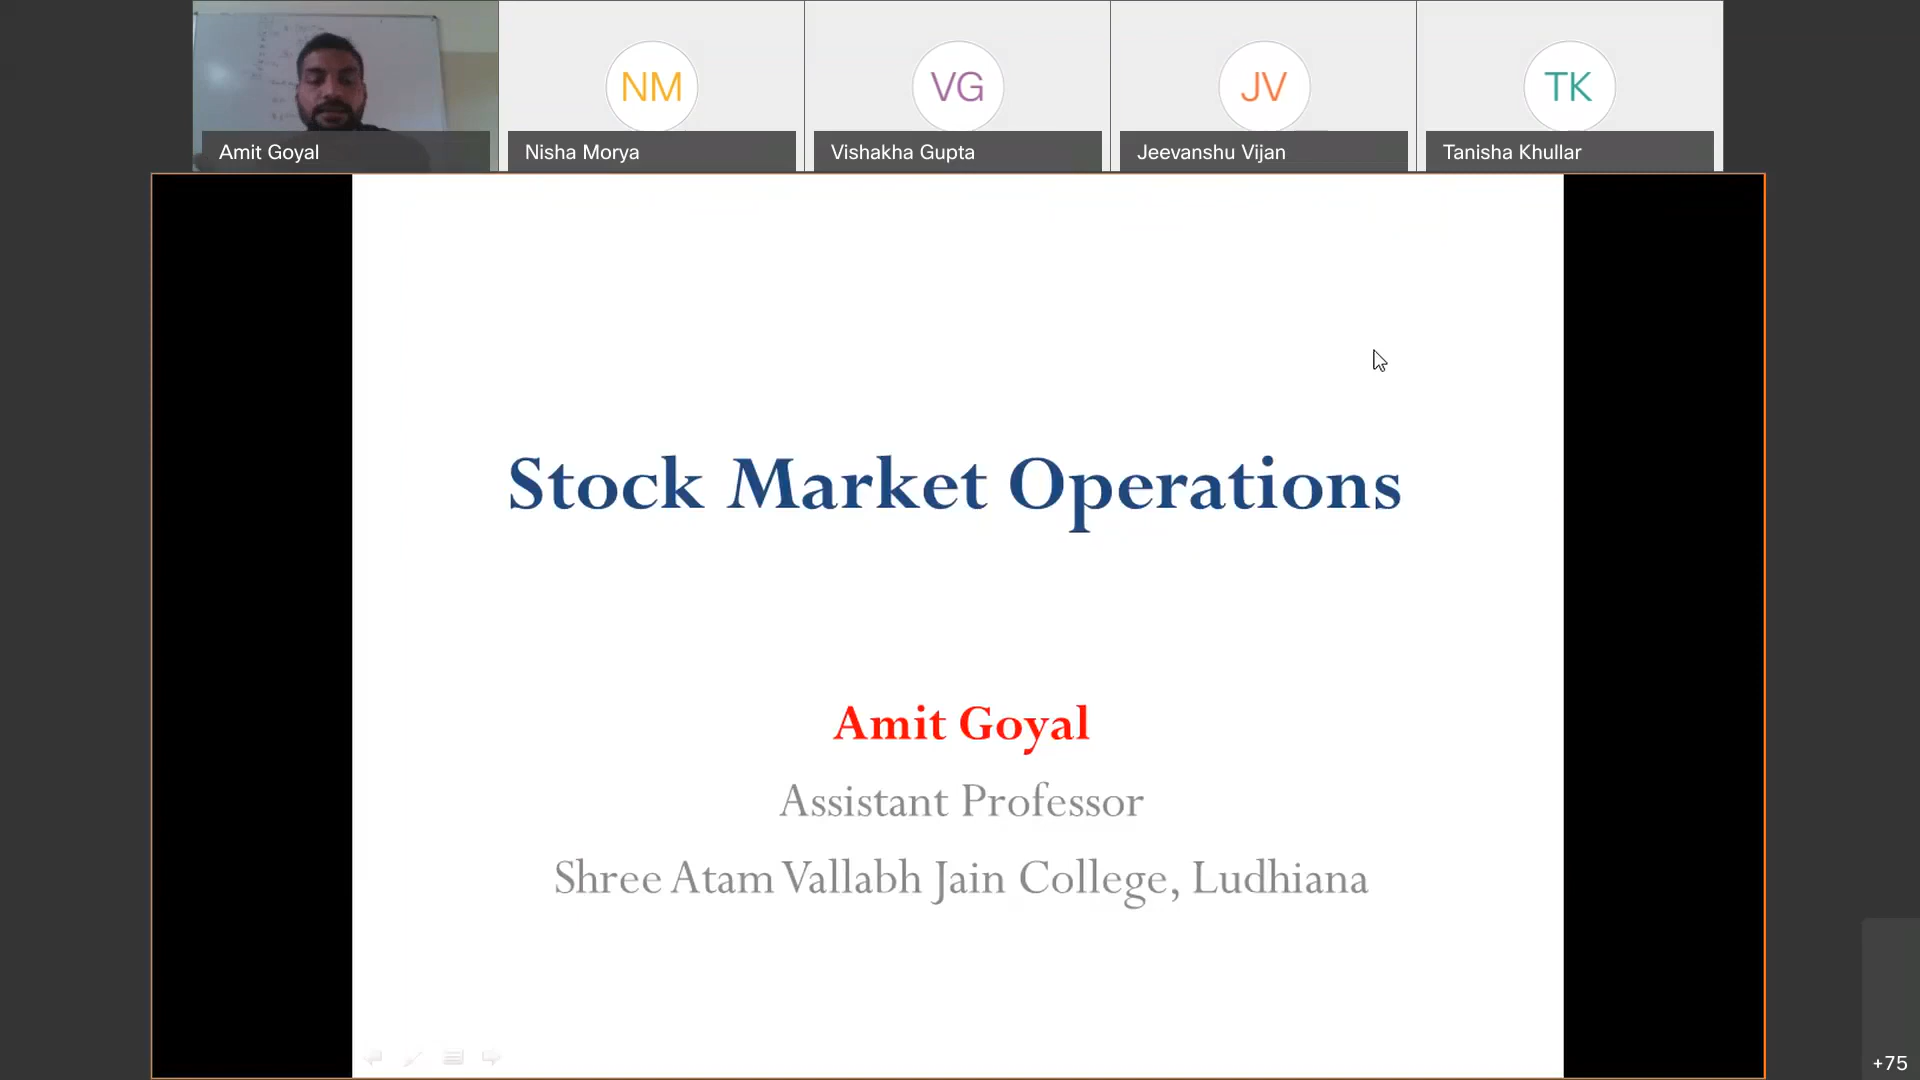 NM
VG
JV
TK
Amit Goyal
Nisha Morya
Vishakha Gupta
Jeevanshu Vijan
Tanisha Khullar
Stock Market Operations
Amit Goyal
Assistant Professor
Shree Atam Vallabh Jain College, Ludhiana
+75